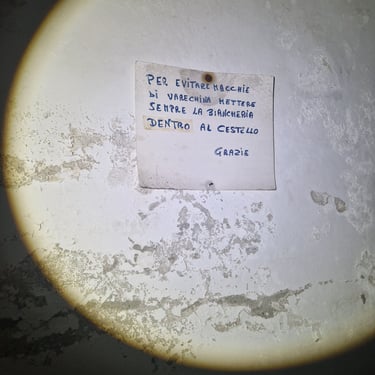 PER EVITARE MACCHIE
DI VARECHINA METTERE
SEMPRE LA BIANCHERIA
DENTRO AL CESTELLO
GRAZIE